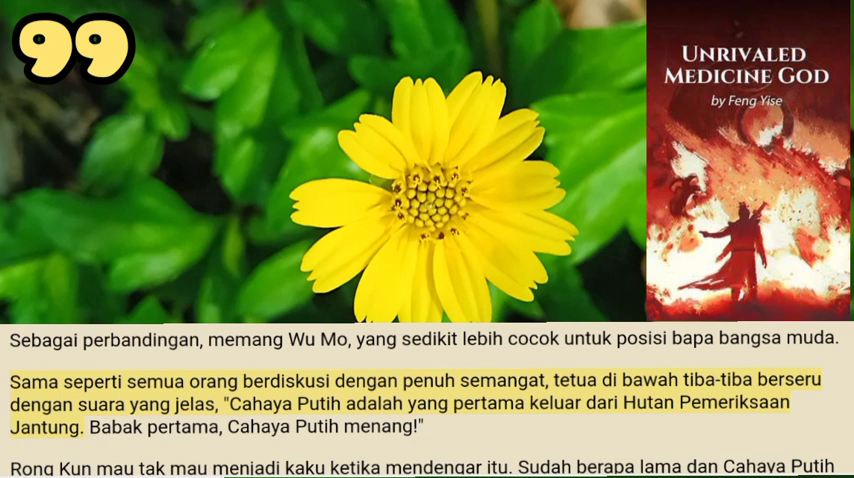 99
UNRIVALED
MEDICINE GOD
by Feng Yise
Sebagai perbandingan, memang Wu Mo, yang sedikit lebih cocok untuk posisi bapa bangsa muda.
Sama seperti semua orang berdiskusi dengan penuh semangat, tetua di bawah tiba-tiba berseru
dengan suara yang jelas, "Cahaya Putih adalah yang pertama keluar dari Hutan Pemeriksaan
Jantung. Babak pertama, Cahaya Putih menang!"
Rong Kun mau tak mau menjadi kaku ketika mendengar itu. Sudah berapa lama dan Cahaya Putih